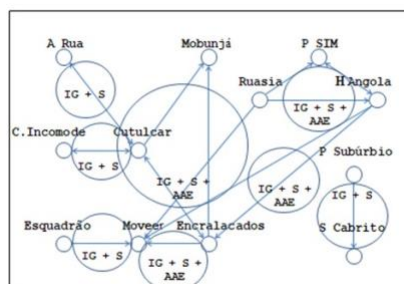 A Rua
Mobunjá
P SIM
Ruasia
H Angola
IG + S
IG + S +
AAE
C.Incomode
Cutulcar
IG + S
P Subúrbio
IG + S +
AAE
IG + S +
AAE
IG + S
Esquadrão
Moveer
Encralacados
S Cabrito
IG + S
IG + S +
AAE